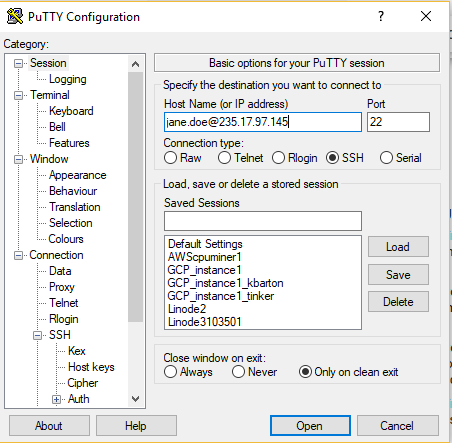 PuTTY Configuration
?
Category:
Session
Logging
Terminal
Keyboard
Bell
Features
Window
Appearance
Behaviour
Translation
Selection
Colours
Connection
Data
Proxy
Telnet
Rlogin
SSH
Kex
Host keys
Cipher
Auth
Basic options for your PuTTY session
Specify the destination you want to connect to
Host Name (or IP address) Port
jane.doe@235.17.97.145 22
Connection type:
Raw Telnet Rlogin SSH Serial
Load, save or delete a stored session
Saved Sessions
Default Settings
AWScpuminer1
GCP_instance1
GCP_instance1_kbarton
GCP_instance1_tinker
Linode2
Linode3103501
Load
Save
Delete
Close window on exit:
Always Never Only on clean exit
About Help Open Cancel